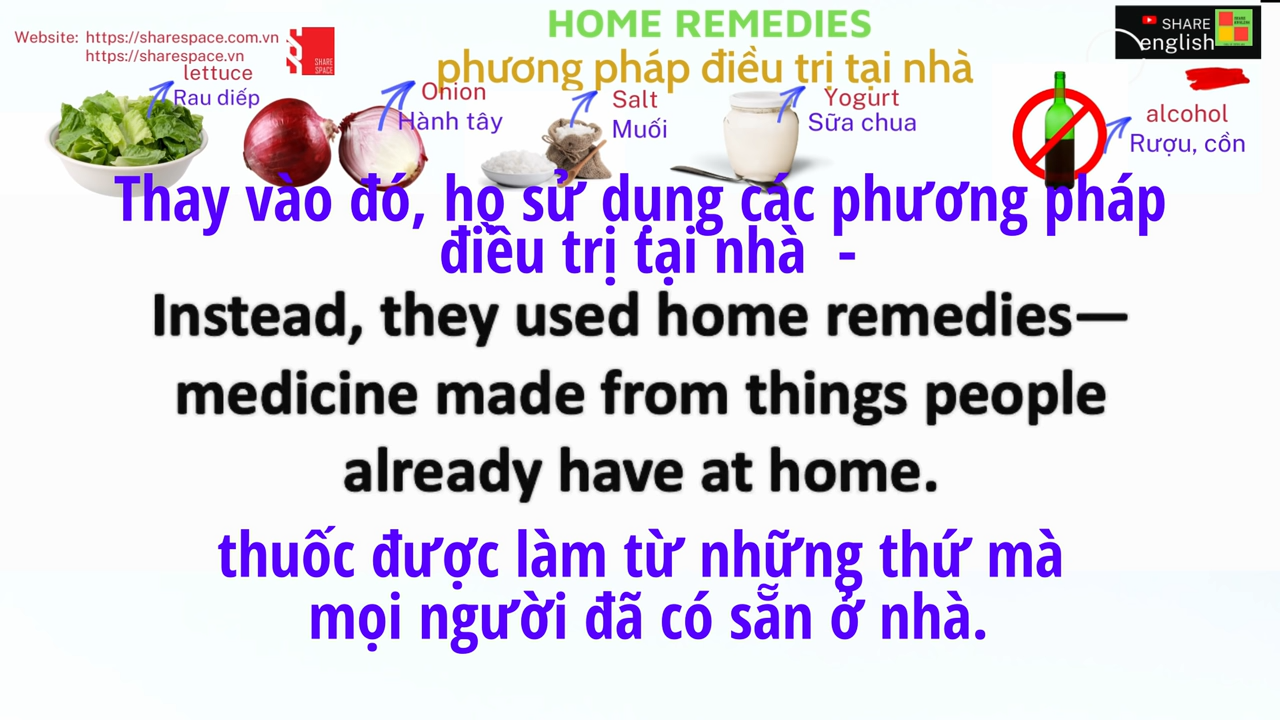 HOME REMEDIES
phương pháp điều trị tại nhà
Website: https://sharespace.com.vn
https://sharespace.vn
SHARE
SPACE
SHARE
english
lettuce
Rau diếp
Onion
Hành tây
Salt
Muối
Yogurt
Sữa chua
alcohol
Rượu, cồn
Thay vào đó, họ sử dụng các phương pháp
điều trị tại nhà -
Instead, they used home remedies—
medicine made from things people
already have at home.
thuốc được làm từ những thứ mà
mọi người đã có sẵn ở nhà.